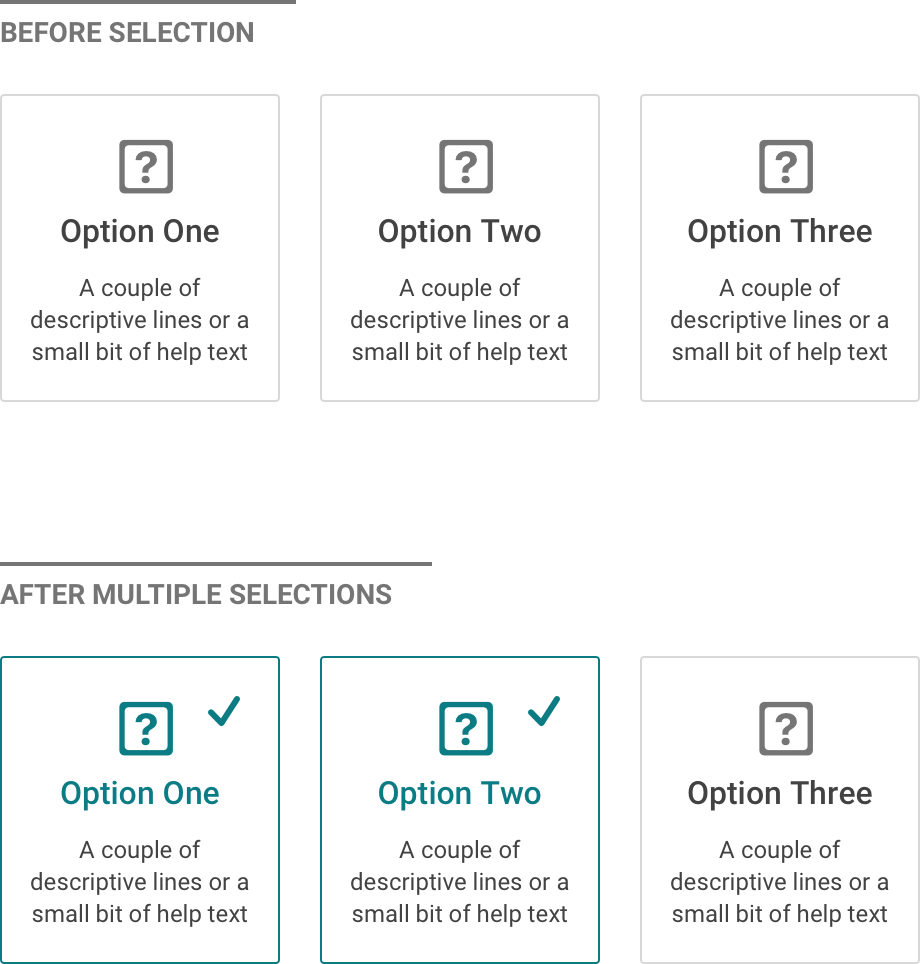 BEFORE SELECTION
?
?
?
Option One
Option Two
Option Three
A couple of
descriptive lines or a
small bit of help text
A couple of
descriptive lines or a
small bit of help text
A couple of
descriptive lines or a
small bit of help text
AFTER MULTIPLE SELECTIONS
?
?
?
Option One
Option Two
Option Three
A couple of
descriptive lines or a
small bit of help text
A couple of
descriptive lines or a
small bit of help text
A couple of
descriptive lines or a
small bit of help text